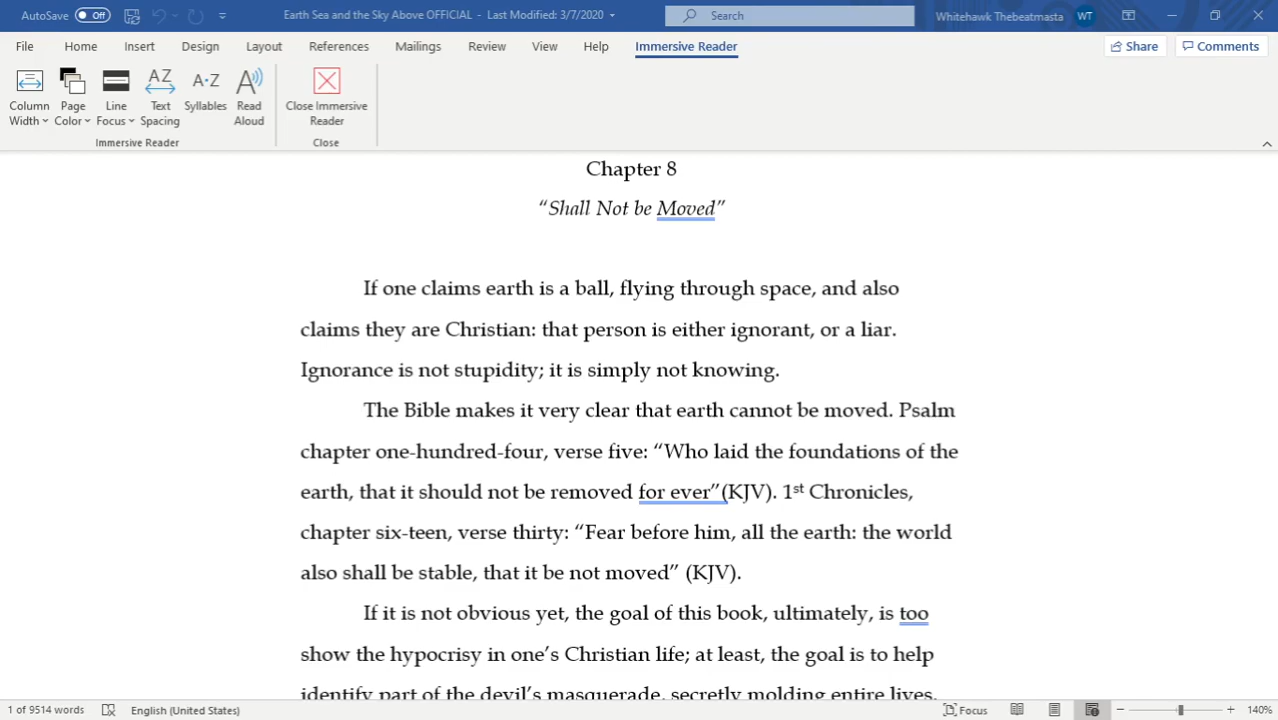 AutoSave Off Earth Sea and the Sky Above OFFICIAL - Last Modified: 3/7/2020 Search Whitehawk Thebeatmasta WT
File Home Insert Design Layout References Mailings Review View Help Immersive Reader Share Comments
Column Width Page Color Line Focus Text Spacing Syllables Read Aloud Close Immersive Reader
Immersive Reader Close
Chapter 8
“Shall Not be Moved”
If one claims earth is a ball, flying through space, and also
claims they are Christian: that person is either ignorant, or a liar.
Ignorance is not stupidity; it is simply not knowing.
The Bible makes it very clear that earth cannot be moved. Psalm
chapter one-hundred-four, verse five: “Who laid the foundations of the
earth, that it should not be removed for ever”(KJV). 1st Chronicles,
chapter six-teen, verse thirty: “Fear before him, all the earth: the world
also shall be stable, that it be not moved” (KJV).
If it is not obvious yet, the goal of this book, ultimately, is too
show the hypocrisy in one’s Christian life; at least, the goal is to help
identify part of the devil’s masquerade, secretly molding entire lives.
1 of 9514 words English (United States) Focus 140%